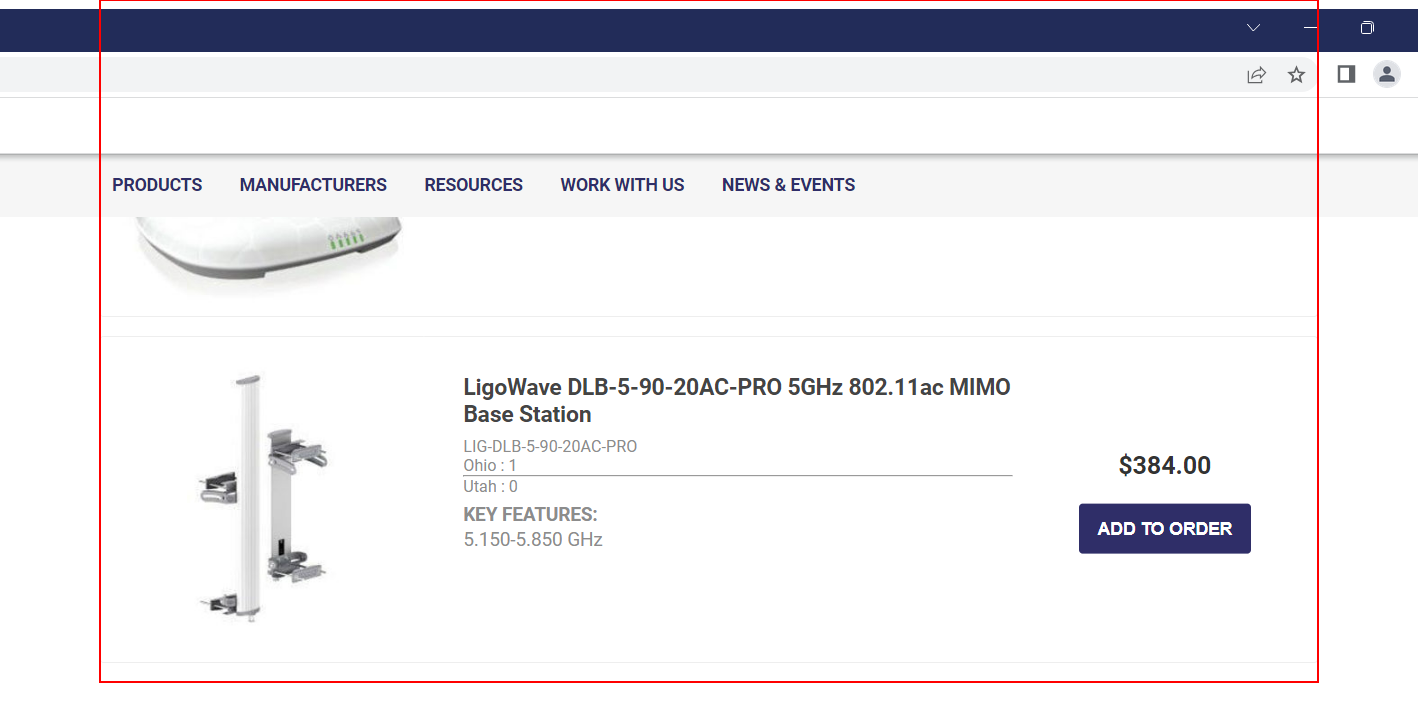 PRODUCTS MANUFACTURERS RESOURCES WORK WITH US NEWS & EVENTS
LigoWave DLB-5-90-20AC-PRO 5GHz 802.11ac MIMO
Base Station
LIG-DLB-5-90-20AC-PRO
Ohio : 1
Utah : 0
KEY FEATURES:
5.150-5.850 GHz
$384.00
ADD TO ORDER